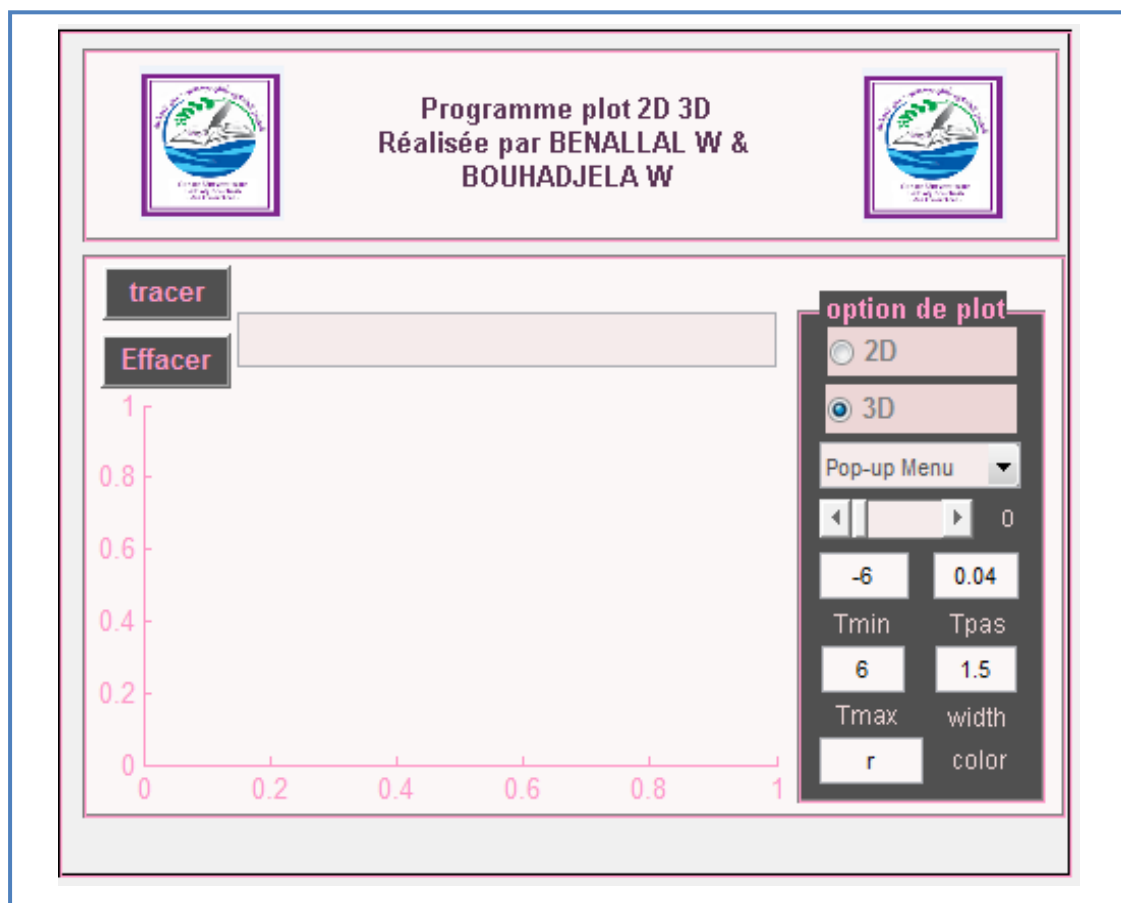 Programme plot 2D 3D
Réalisée par BENALLAL W &
BOUHADJELA W
tracer
Effacer
option de plot
2D
3D
Pop-up Menu
0
-6 0.04
Tmin Tpas
6 1.5
Tmax width
r color
1
0.8
0.6
0.4
0.2
0
0 0.2 0.4 0.6 0.8 1